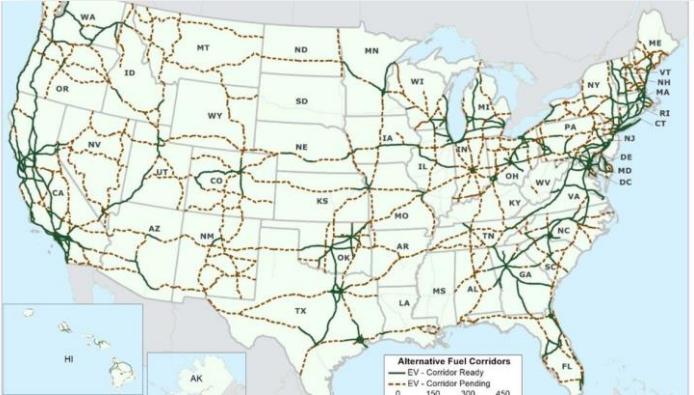 WA
ME
MT
ND
MN
VT
NH
MA
OR
ID
WI
NY
MI
SD
RI
CT
WY
PA
NJ
NV
NE
IA
IN
OH
DE
MD
DC
UT
CO
IL
WV
VA
CA
KS
MO
KY
AZ
NM
OK
AR
TN
NC
SC
MS
AL
GA
TX
LA
FL
HI
AK
Alternative Fuel Corridors
EV - Corridor Ready
EV - Corridor Pending
0 150 300 450